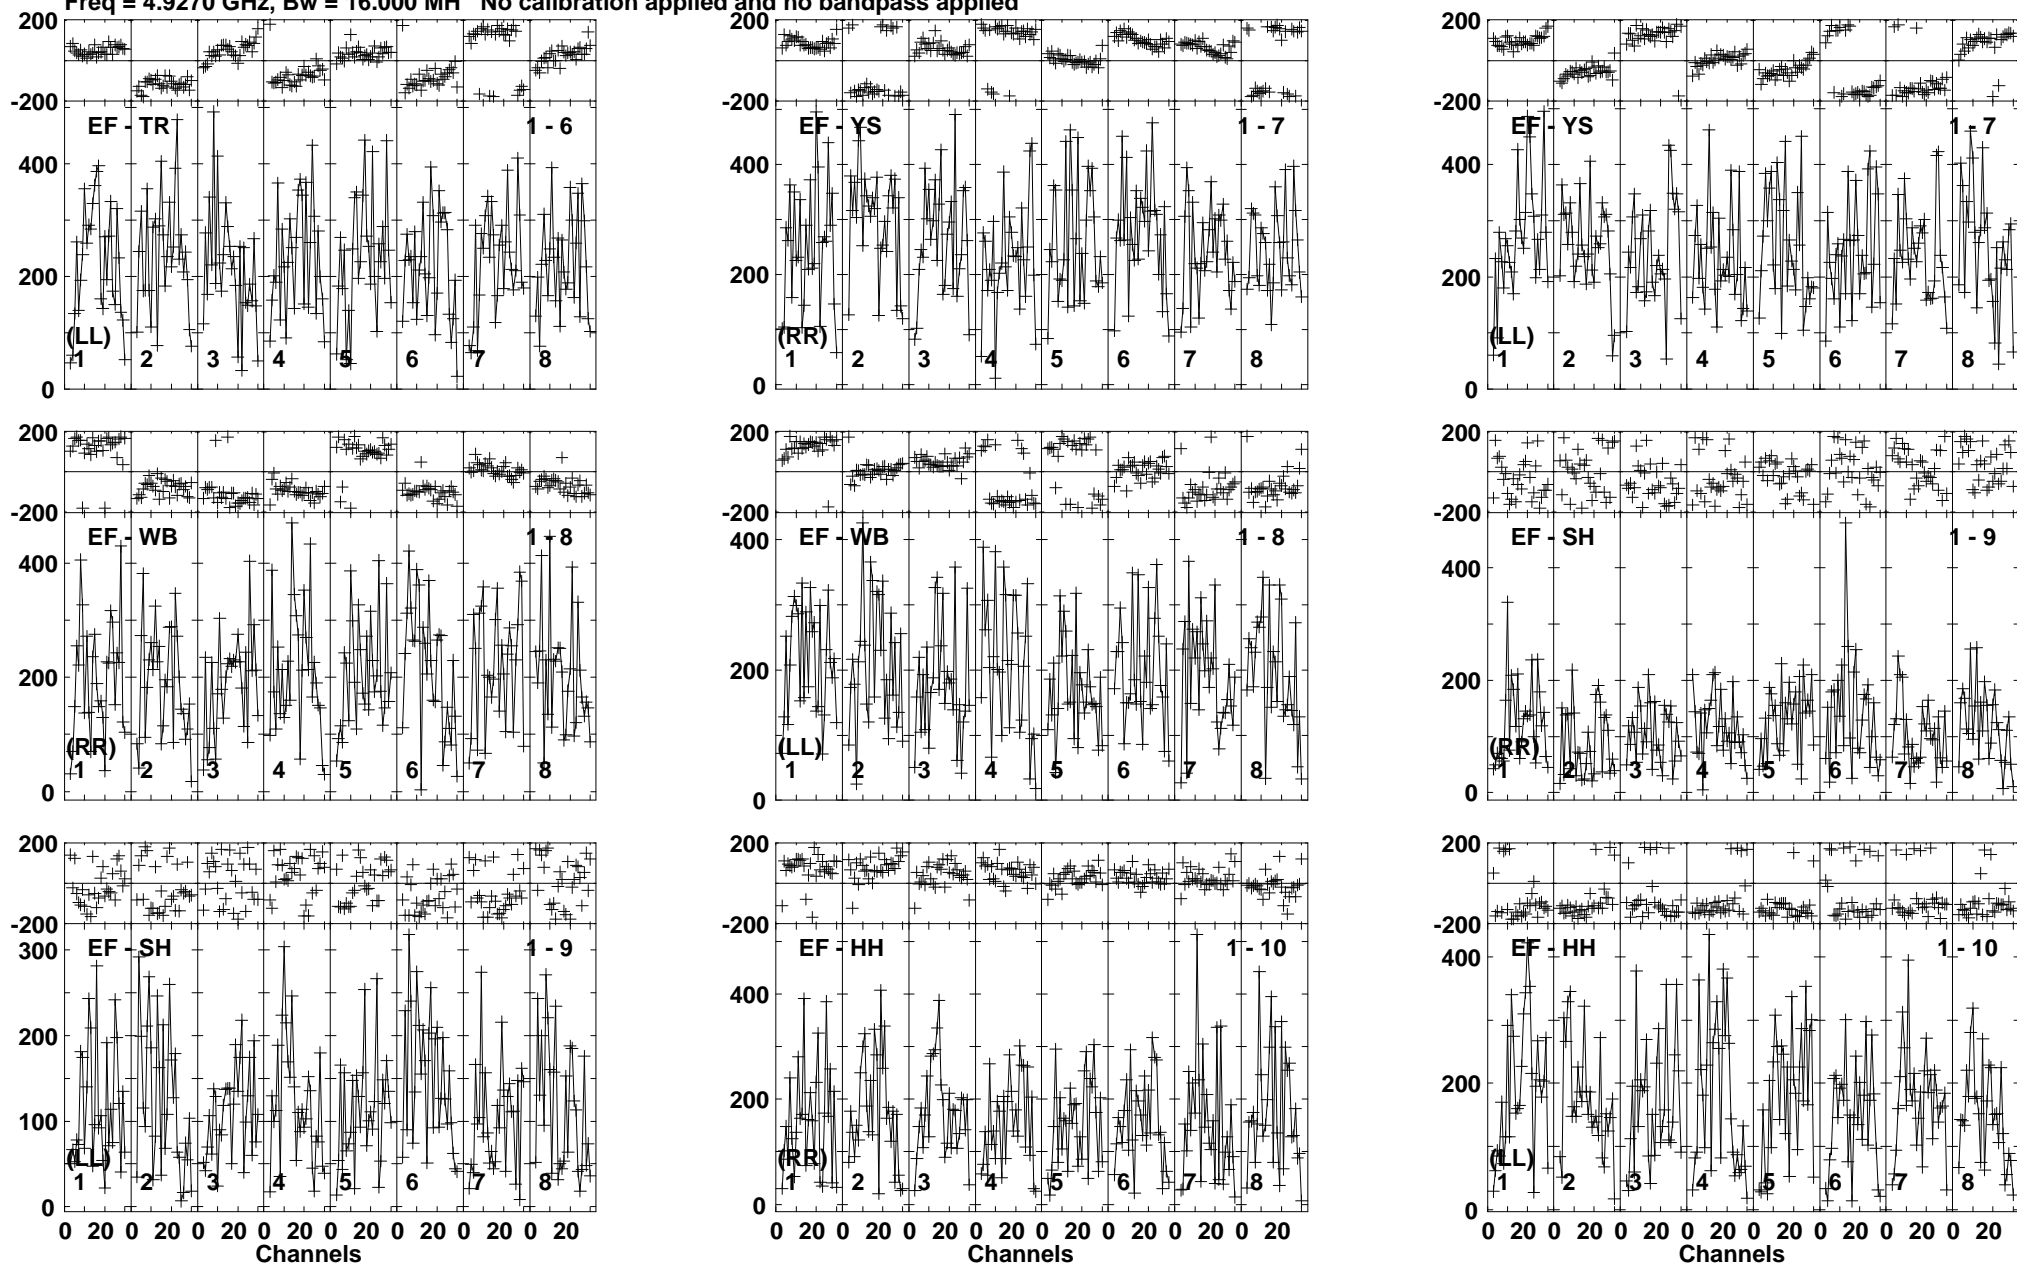 Freq = 4.9270 GHz, Bw = 16.000 MH No calibration applied and no bandpass applied
200 200 200
-200 -200 -200
EF - TR 1 - 6 EF - YS 1 - 7 EF - YS 1 - 7
400 400 400
200 200 200
(LL) (RR) (LL)
1 2 3 4 5 6 7 8 1 2 3 4 5 6 7 8 1 2 3 4 5 6 7 8
0 0 0
200 200 200
-200 -200 -200
EF - WB 1 - 8 EF - WB 1 - 8 EF - SH 1 - 9
400 400 400
200 200 200
(RR) (LL) (RR)
1 2 3 4 5 6 7 8 1 2 3 4 5 6 7 8 1 2 3 4 5 6 7 8
0 0 0
200 200 200
-200 -200 -200
EF - SH 1 - 9 EF - HH 1 - 10 EF - HH 1 - 10
300 400 400
200 200 200
100
(LL) (RR) (LL)
1 2 3 4 5 6 7 8 1 2 3 4 5 6 7 8 1 2 3 4 5 6 7 8
0 0 0
0 20 0 20 0 20 0 20 0 20 0 20 0 20 0 20 0 20 0 20 0 20 0 20 0 20 0 20 0 20 0 20 0 20 0 20 0 20 0 20 0 20 0 20 0 20 0 20
Channels Channels Channels